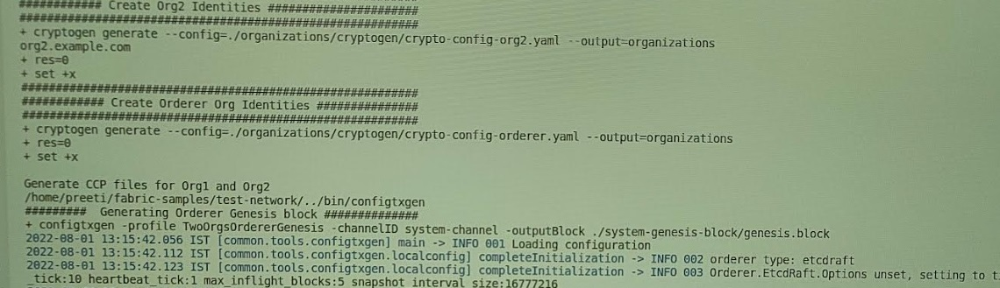 ############ Create Org2 Identities ######################
##########################################################
+ cryptogen generate --config=./organizations/cryptogen/crypto-config-org2.yaml --output=organizations
org2.example.com
+ res=0
+ set +x
##########################################################
############ Create Orderer Org Identities ###############
##########################################################
+ cryptogen generate --config=./organizations/cryptogen/crypto-config-orderer.yaml --output=organizations
+ res=0
+ set +x
Generate CCP files for Org1 and Org2
/home/preeti/fabric-samples/test-network/../bin/configtxgen
#########  Generating Orderer Genesis block ##############
+ configtxgen -profile TwoOrgsOrdererGenesis -channelID system-channel -outputBlock ./system-genesis-block/genesis.block
2022-08-01 13:15:42.056 IST [common.tools.configtxgen] main -> INFO 001 Loading configuration
2022-08-01 13:15:42.112 IST [common.tools.configtxgen.localconfig] completeInitialization -> INFO 002 orderer type: etcdraft
2022-08-01 13:15:42.123 IST [common.tools.configtxgen.localconfig] completeInitialization -> INFO 003 Orderer.EtcdRaft.Options unset, setting to t
_tick:10 heartbeat_tick:1 max_inflight_blocks:5 snapshot_interval_size:16777216